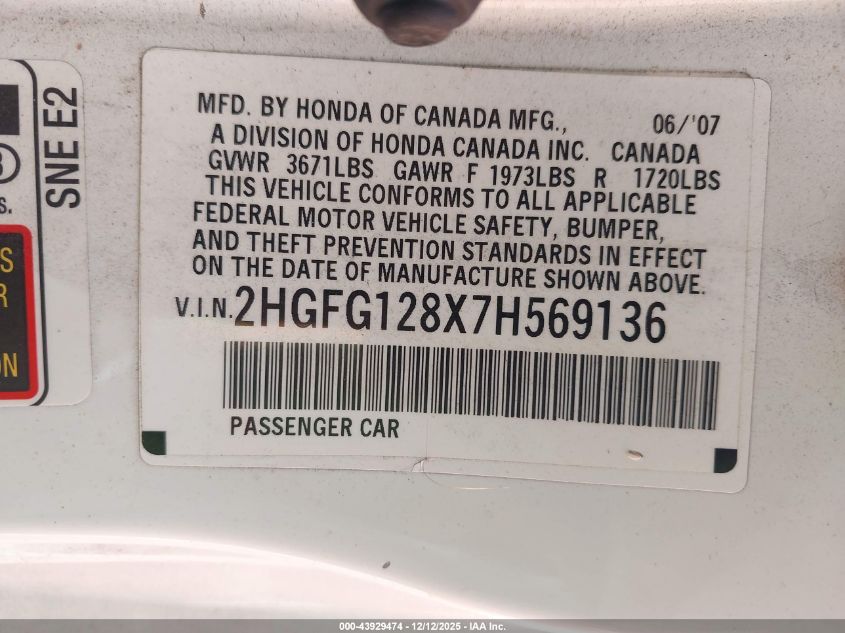 SNE E2
3
S.
S
R
ON
MFD. BY HONDA OF CANADA MFG., 06/'07
A DIVISION OF HONDA CANADA INC. CANADA
GVWR 3671LBS GAWR F 1973LBS R 1720LBS
THIS VEHICLE CONFORMS TO ALL APPLICABLE
FEDERAL MOTOR VEHICLE SAFETY, BUMPER,
AND THEFT PREVENTION STANDARDS IN EFFECT
ON THE DATE OF MANUFACTURE SHOWN ABOVE.
V.I.N. 2HGFG128X7H569136
PASSENGER CAR
000-43929474 - 12/12/2025 - IAA Inc.